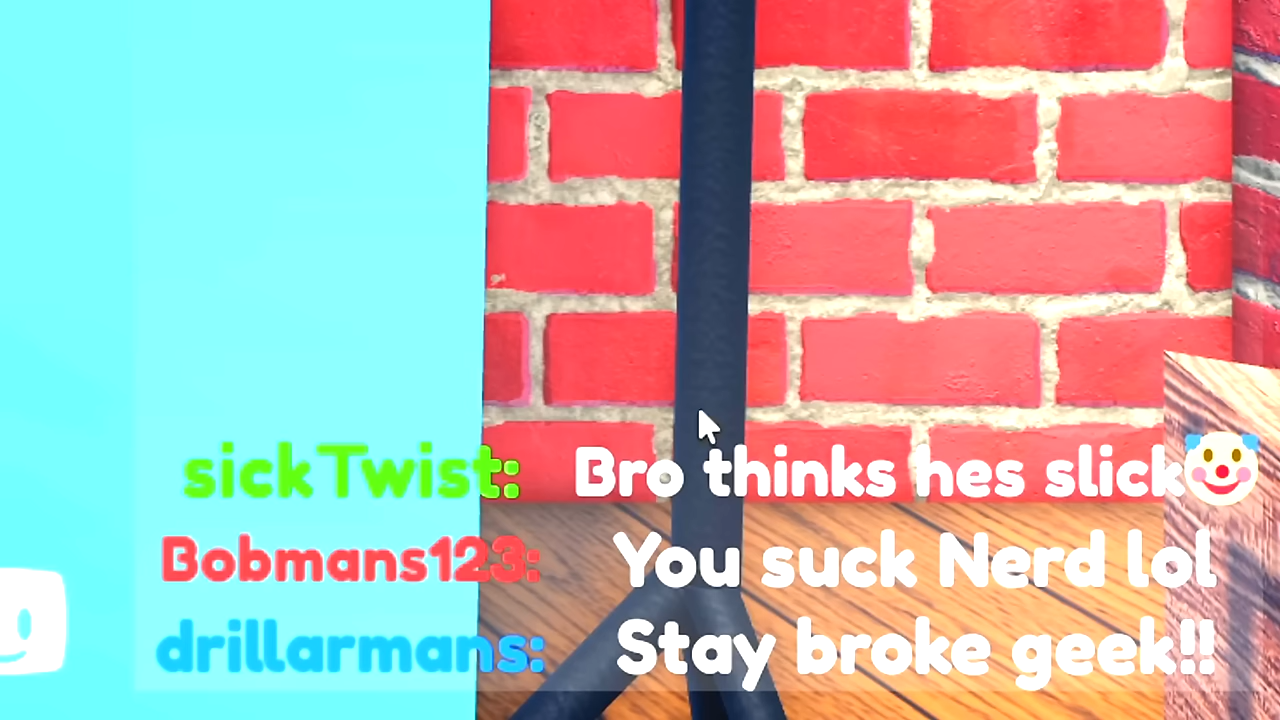 sickTwist: Bro thinks hes slick🤡
Bobmans123: You suck Nerd lol
drillarmans: Stay broke geek!!